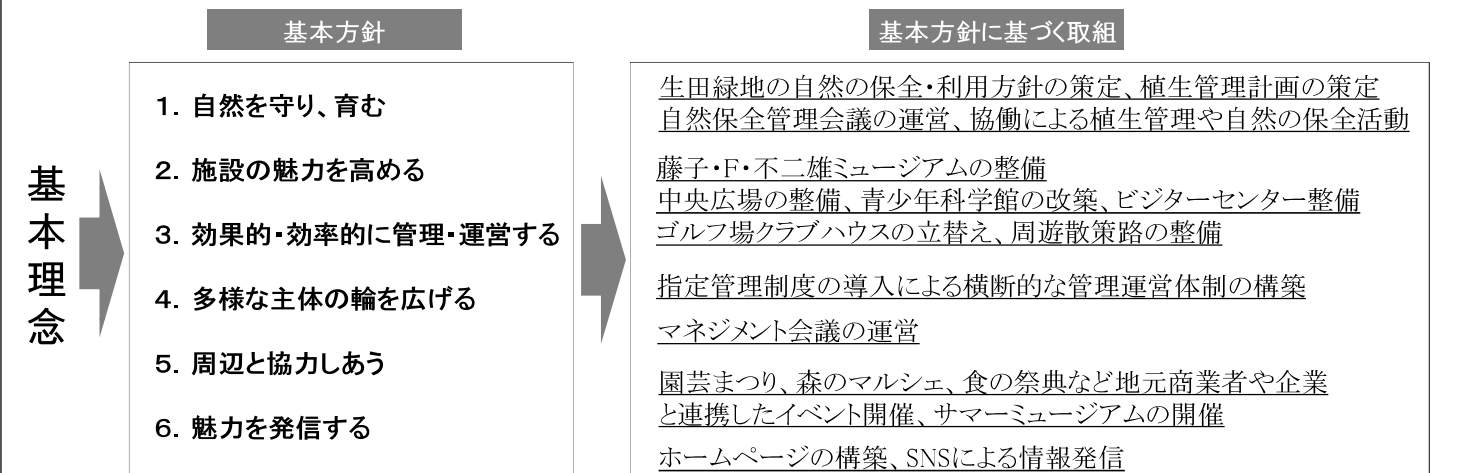 基本方針
基本方針に基づく取組
基本理念
1. 自然を守り、育む
2. 施設の魅力を高める
3. 効果的・効率的に管理・運営する
4. 多様な主体の輪を広げる
5. 周辺と協力しあう
6. 魅力を発信する
生田緑地の自然の保全・利用方針の策定、植生管理計画の策定
自然保全管理会議の運営、協働による植生管理や自然の保全活動
藤子・F・不二雄ミュージアムの整備
中央広場の整備、青少年科学館の改築、ビジターセンター整備
ゴルフ場クラブハウスの立替え、周遊散策路の整備
指定管理制度の導入による横断的な管理運営体制の構築
マネジメント会議の運営
園芸まつり、森のマルシェ、食の祭典など地元商業者や企業
と連携したイベント開催、サマーミュージアムの開催
ホームページの構築、SNSによる情報発信